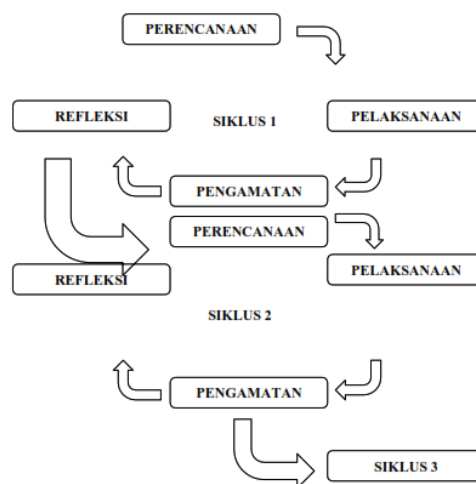 PERENCANAAN
REFLEKSI
SIKLUS 1
PELAKSANAAN
PENGAMATAN
PERENCANAAN
REFLEKSI
PELAKSANAAN
SIKLUS 2
PENGAMATAN
SIKLUS 3